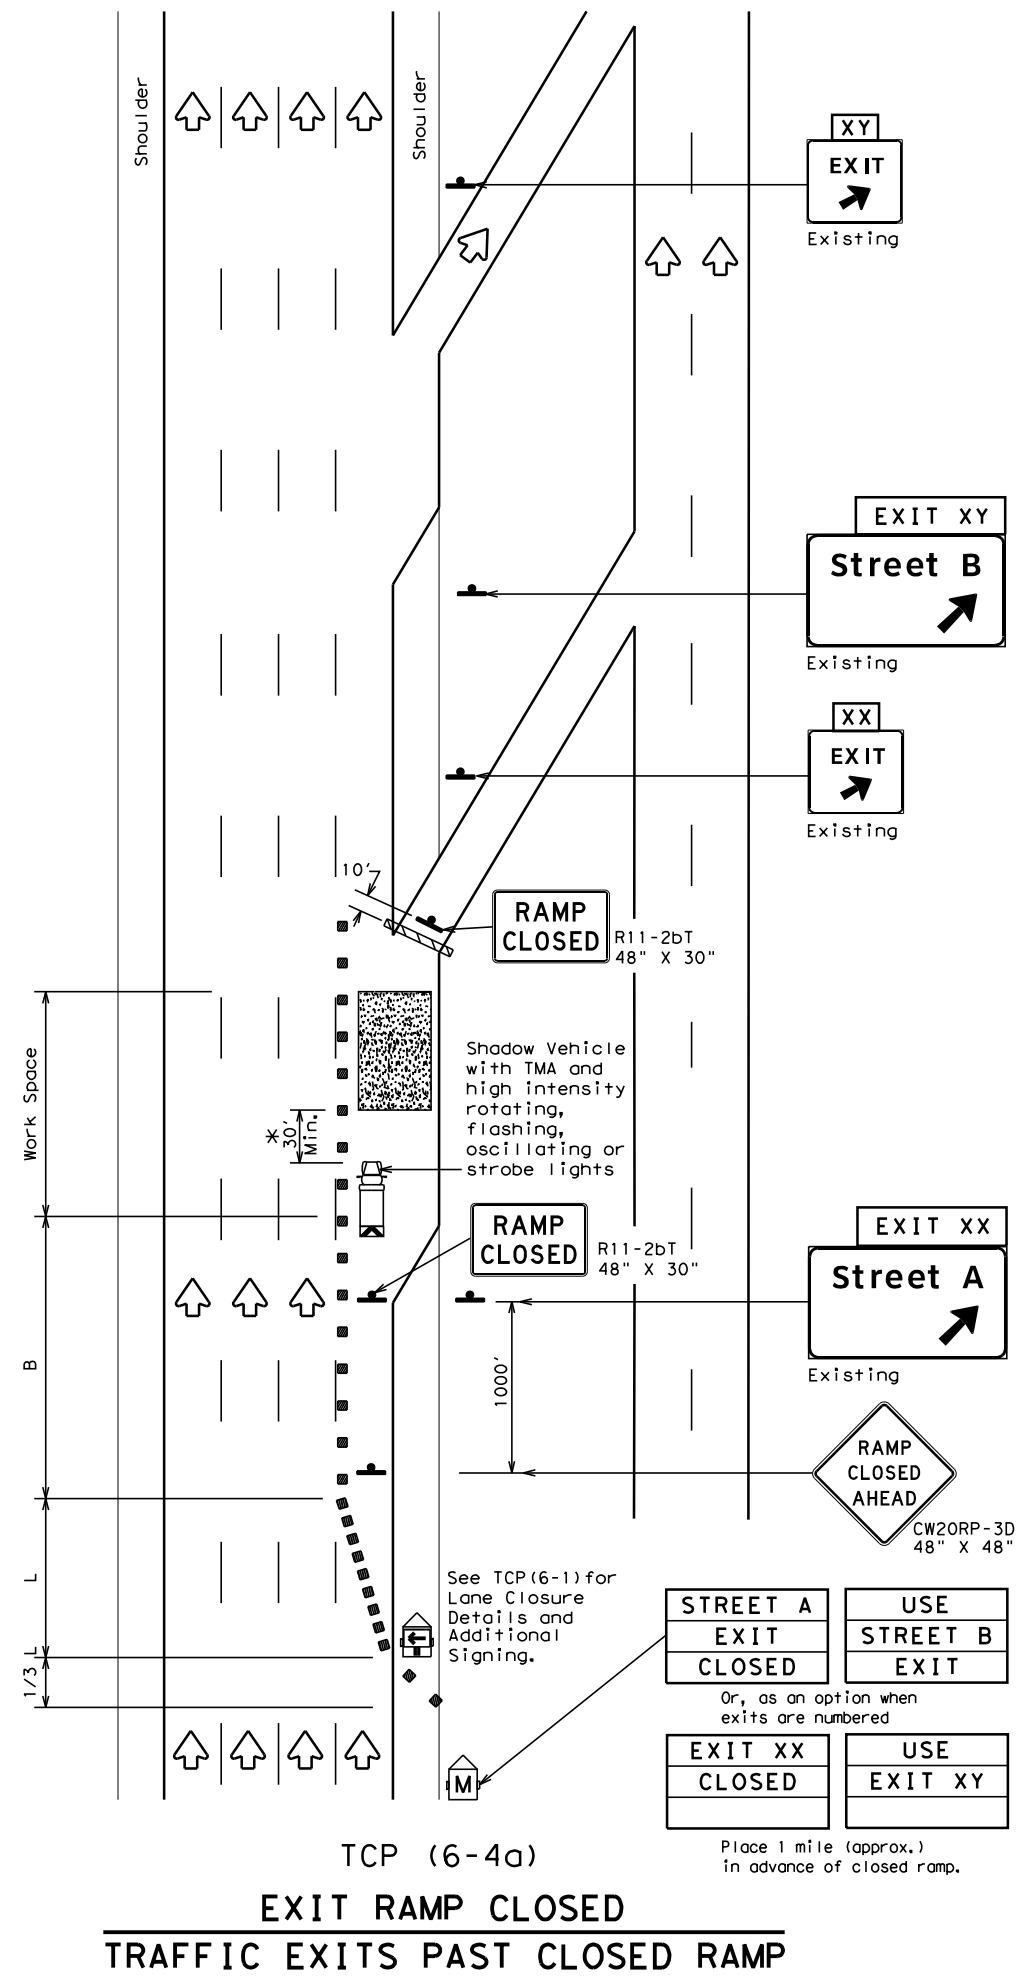 Shoulder
Shoulder
XY
EXIT
Existing
EXIT XY
Street B
Existing
XX
EXIT
Existing
10'
RAMP
CLOSED
R11-2bT
48" X 30"
Work Space
*
30'
Min.
Shadow Vehicle
with TMA and
high intensity
rotating,
flashing,
oscillating or
strobe lights
RAMP
CLOSED
R11-2bT
48" X 30"
EXIT XX
Street A
Existing
B
1000'
RAMP
CLOSED
AHEAD
CW20RP-3D
48" X 48"
L
See TCP(6-1)for
Lane Closure
Details and
Additional
Signing.
1/3 L
STREET A
EXIT
CLOSED
USE
STREET B
EXIT
Or, as an option when
exits are numbered
EXIT XX
CLOSED
USE
EXIT XY
M
Place 1 mile (approx.)
in advance of closed ramp.
TCP (6-4a)
EXIT RAMP CLOSED
TRAFFIC EXITS PAST CLOSED RAMP